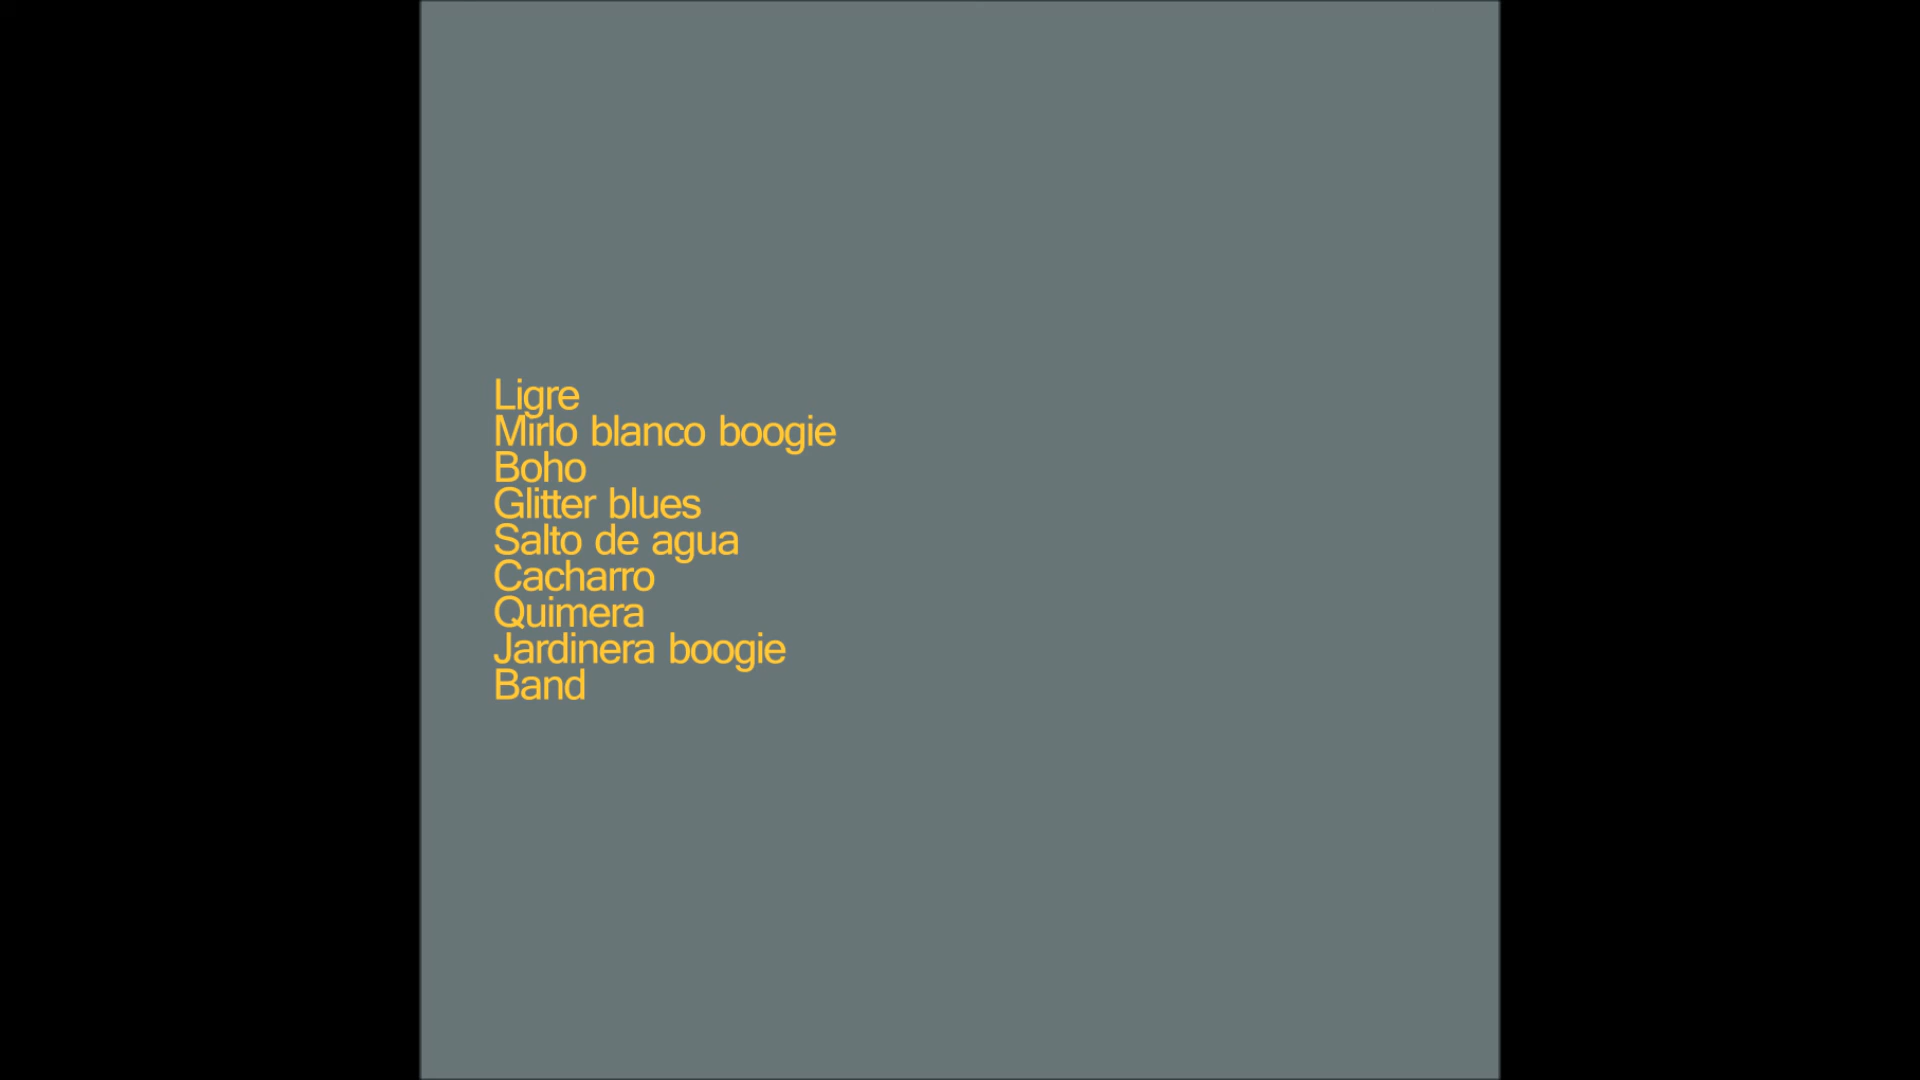 Ligre
Mirlo blanco boogie
Boho
Glitter blues
Salto de agua
Cacharro
Quimera
Jardinera boogie
Band